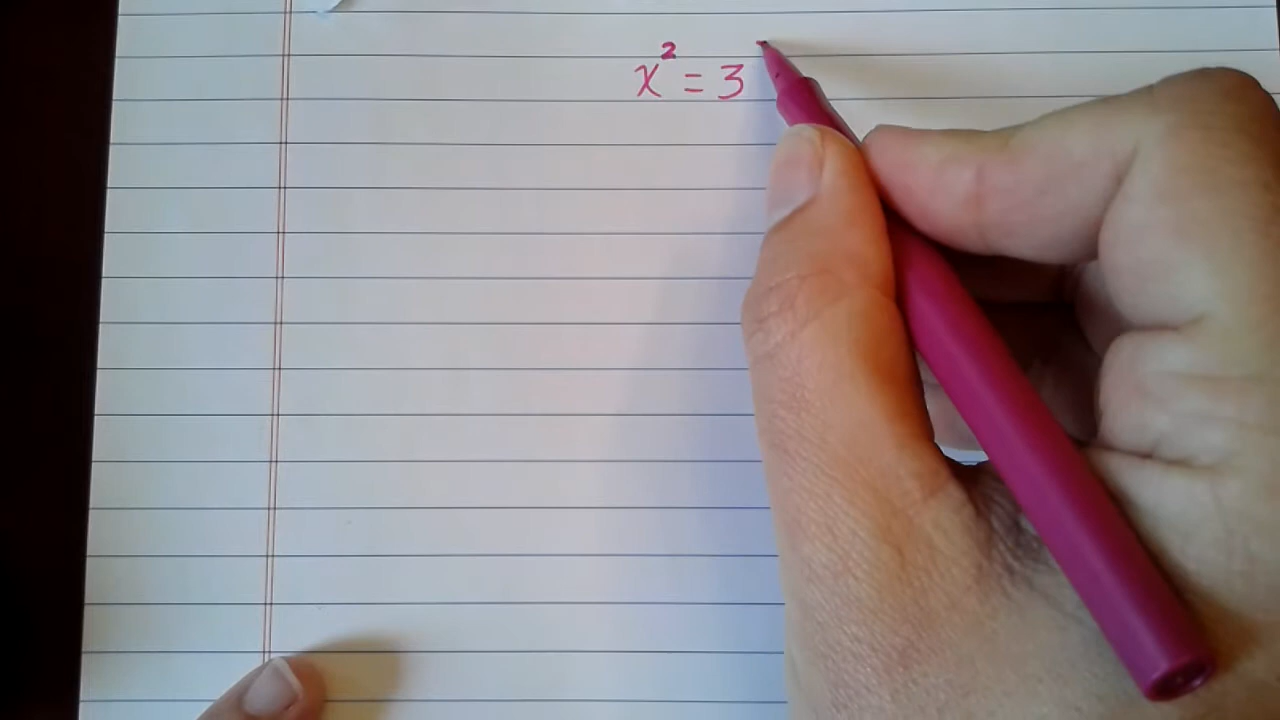 x² = 3